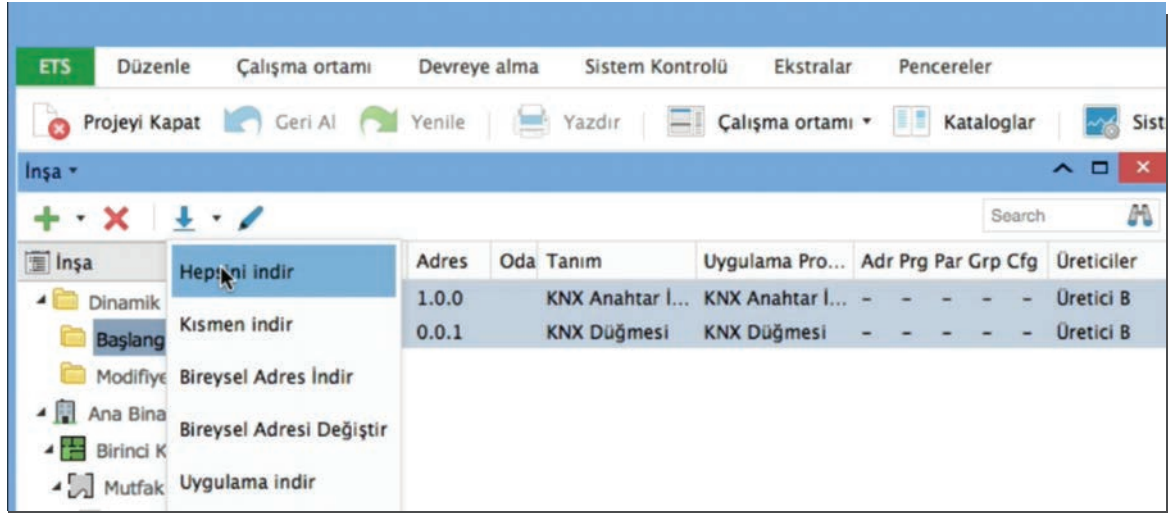 ETS Düzenle Çalışma ortamı Devreye alma Sistem Kontrolü Ekstralar Pencereler
Projeyi Kapat Geri Al Yenile Yazdır Çalışma ortamı Kataloglar Sist
İnşa
Search
İnşa Adres Oda Tanım Uygulama Pro... Adr Prg Par Grp Cfg Üreticiler
Hepsini indir
Dinamik 1.0.0 KNX Anahtar İ... KNX Anahtar İ... - - - - - Üretici B
Kısmen indir
Başlang 0.0.1 KNX Düğmesi KNX Düğmesi - - - - - Üretici B
Modifiye Bireysel Adres İndir
Ana Bina
Bireysel Adresi Değiştir
Birinci K
Mutfak Uygulama indir